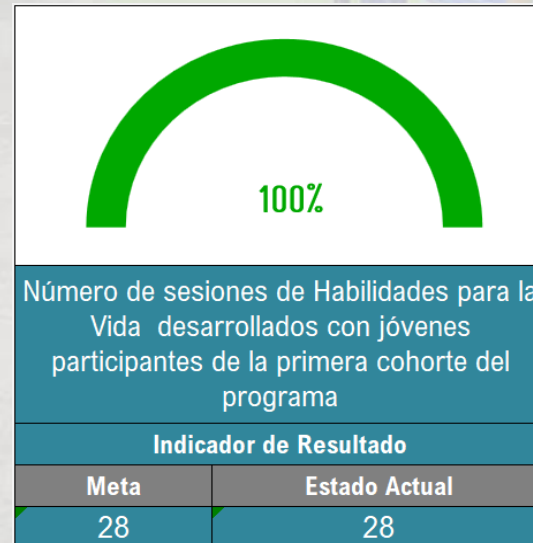 100%
Número de sesiones de Habilidades para la
Vida desarrollados con jóvenes
participantes de la primera cohorte del
programa
Indicador de Resultado
Meta Estado Actual
28 28